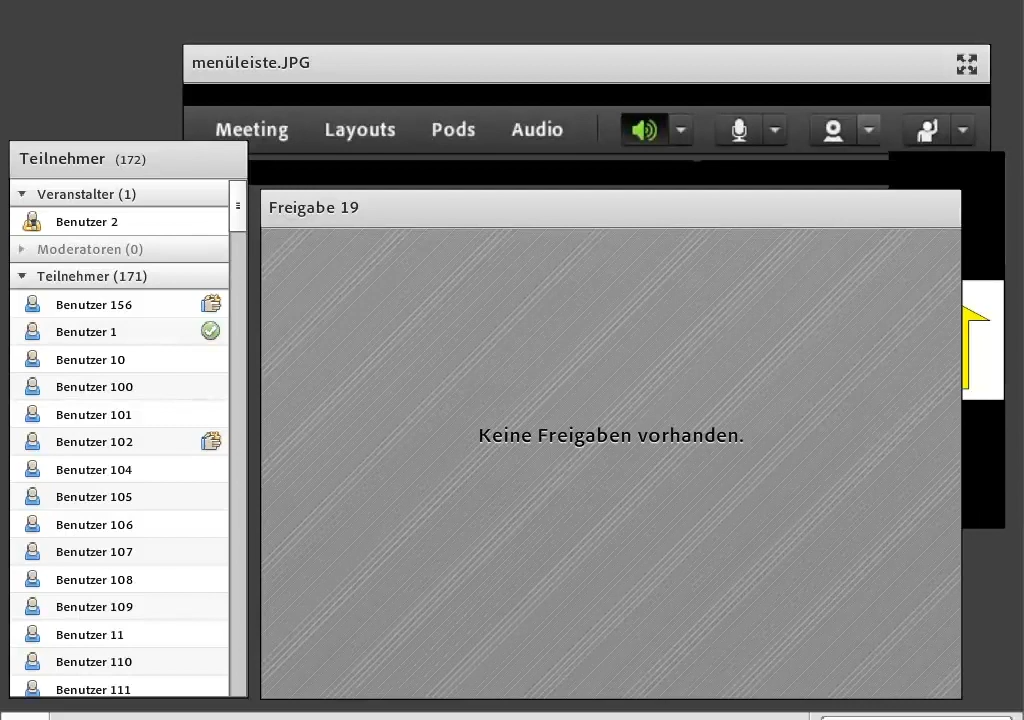 menüleiste.JPG
Meeting Layouts Pods Audio
Teilnehmer (172)
Veranstalter (1)
Benutzer 2
Moderatoren (0)
Teilnehmer (171)
Benutzer 156
Benutzer 1
Benutzer 10
Benutzer 100
Benutzer 101
Benutzer 102
Benutzer 104
Benutzer 105
Benutzer 106
Benutzer 107
Benutzer 108
Benutzer 109
Benutzer 11
Benutzer 110
Benutzer 111
Freigabe 19
Keine Freigaben vorhanden.